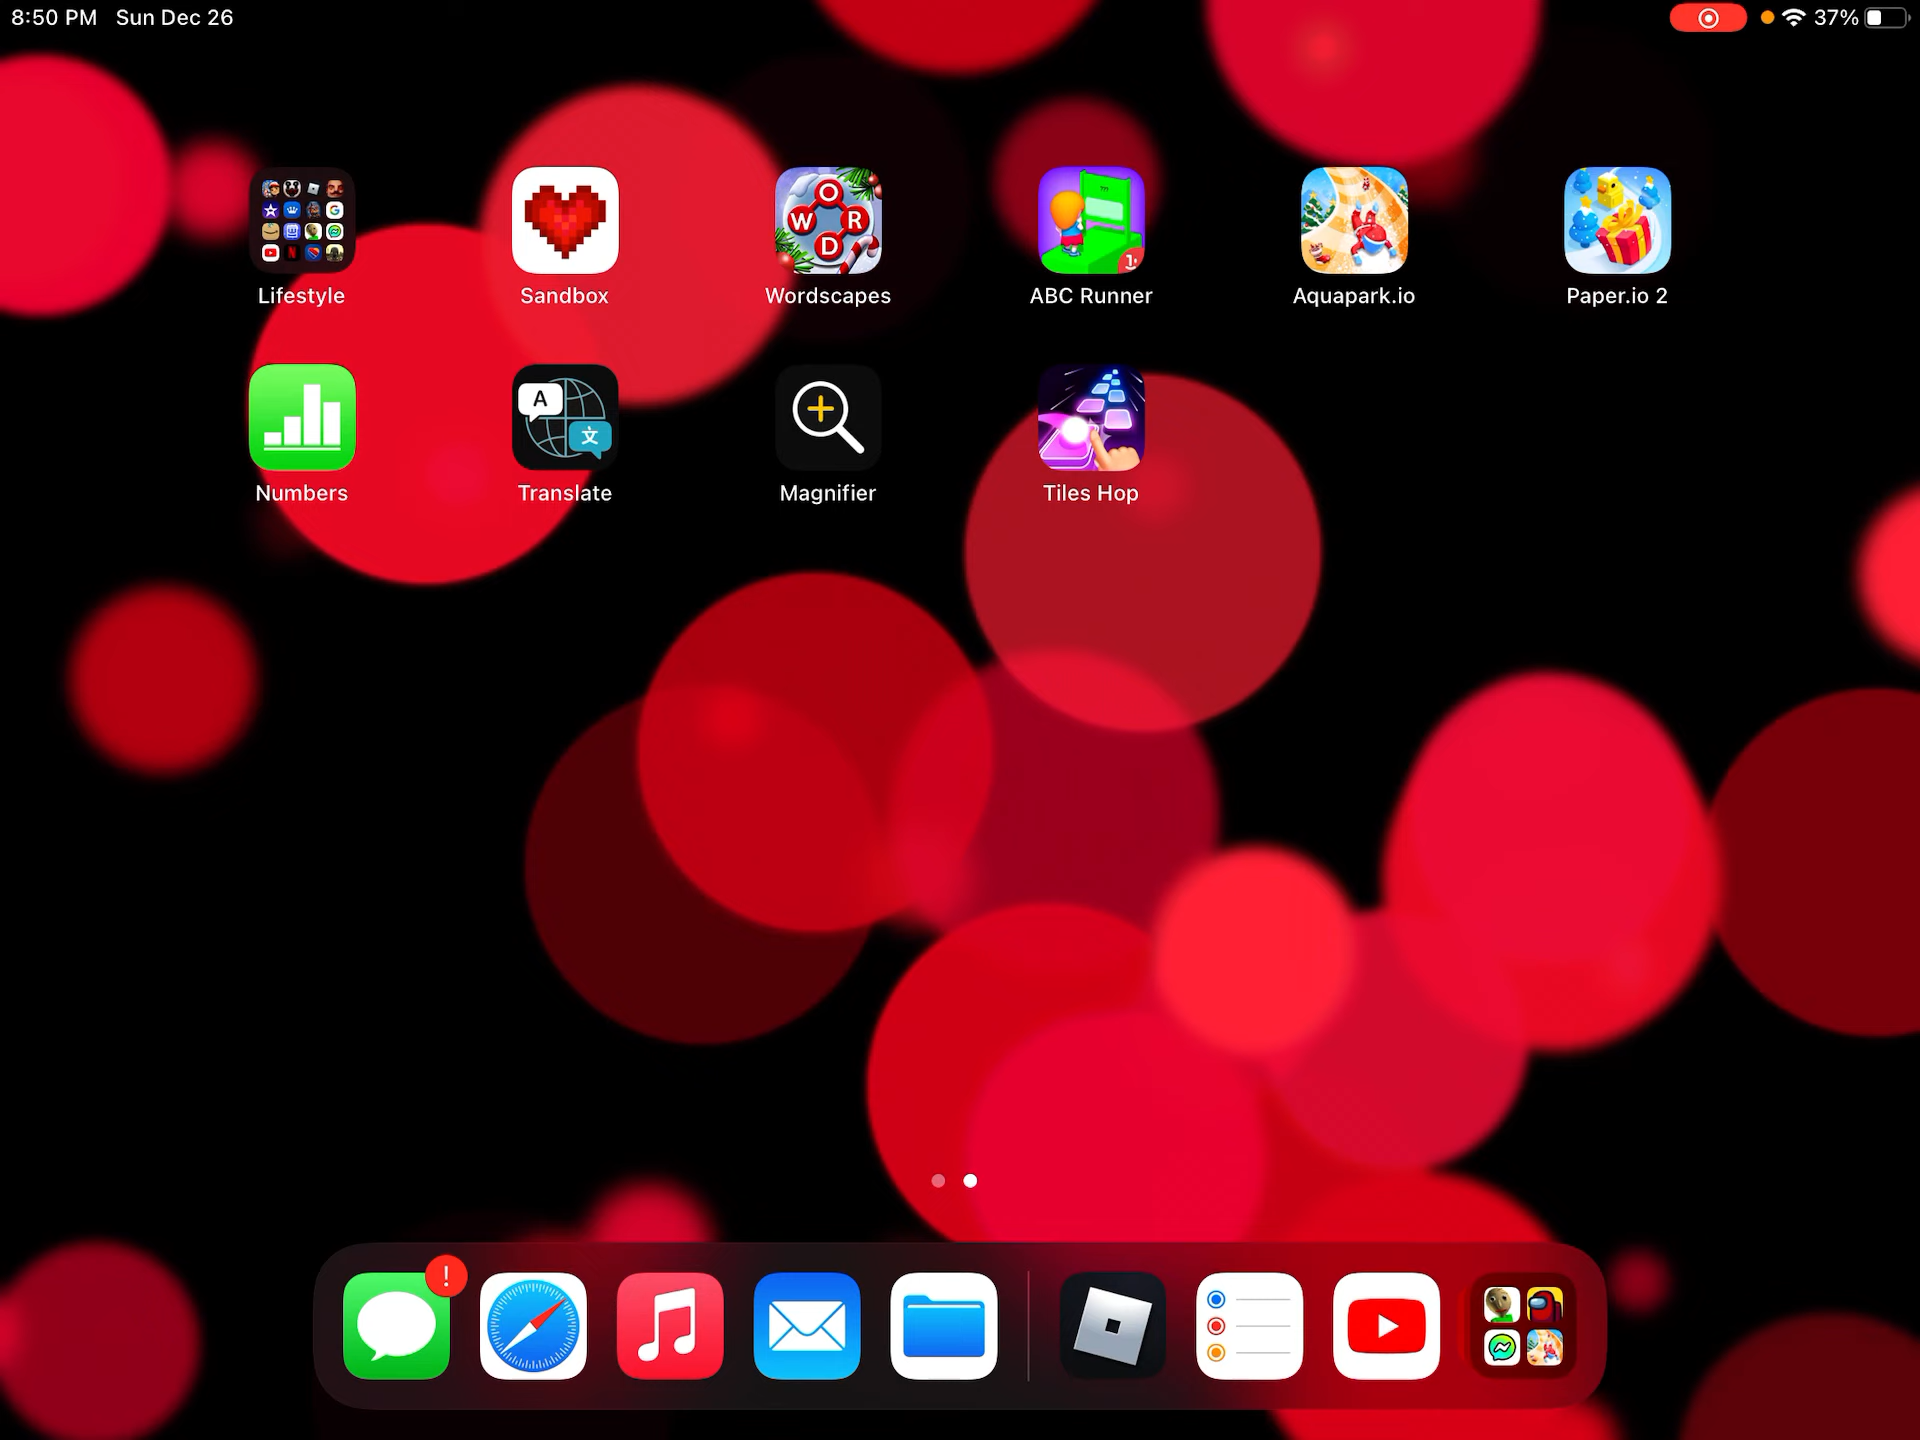 8:50 PM Sun Dec 26
37%
W O R D
Lifestyle
Sandbox
Wordscapes
ABC Runner
Aquapark.io
Paper.io 2
A
文
Numbers
Translate
Magnifier
Tiles Hop
!